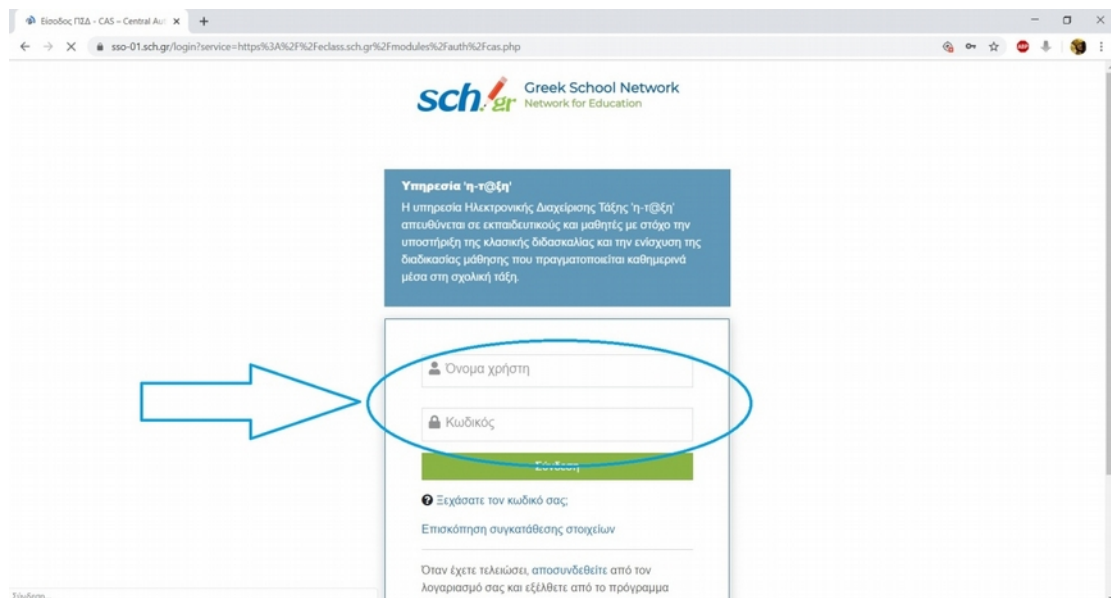 Είσοδος ΠΣΔ - CAS – Central Aut
sso-01.sch.gr/login?service=https%3A%2F%2Feclass.sch.gr%2Fmodules%2Fauth%2Fcas.php
ABP
sch.gr
Greek School Network
Network for Education
Υπηρεσία 'η-τ@ξη'
Η υπηρεσία Ηλεκτρονικής Διαχείρισης Τάξης 'η-τ@ξη'
απευθύνεται σε εκπαιδευτικούς και μαθητές με στόχο την
υποστήριξη της κλασικής διδασκαλίας και την ενίσχυση της
διαδικασίας μάθησης που πραγματοποιείται καθημερινά
μέσα στη σχολική τάξη.
Όνομα χρήστη
Κωδικός
Σύνδεση
Ξεχάσατε τον κωδικό σας;
Επισκόπηση συγκατάθεσης στοιχείων
Όταν έχετε τελειώσει, αποσυνδεθείτε από τον
λογαριασμό σας και εξέλθετε από το πρόγραμμα